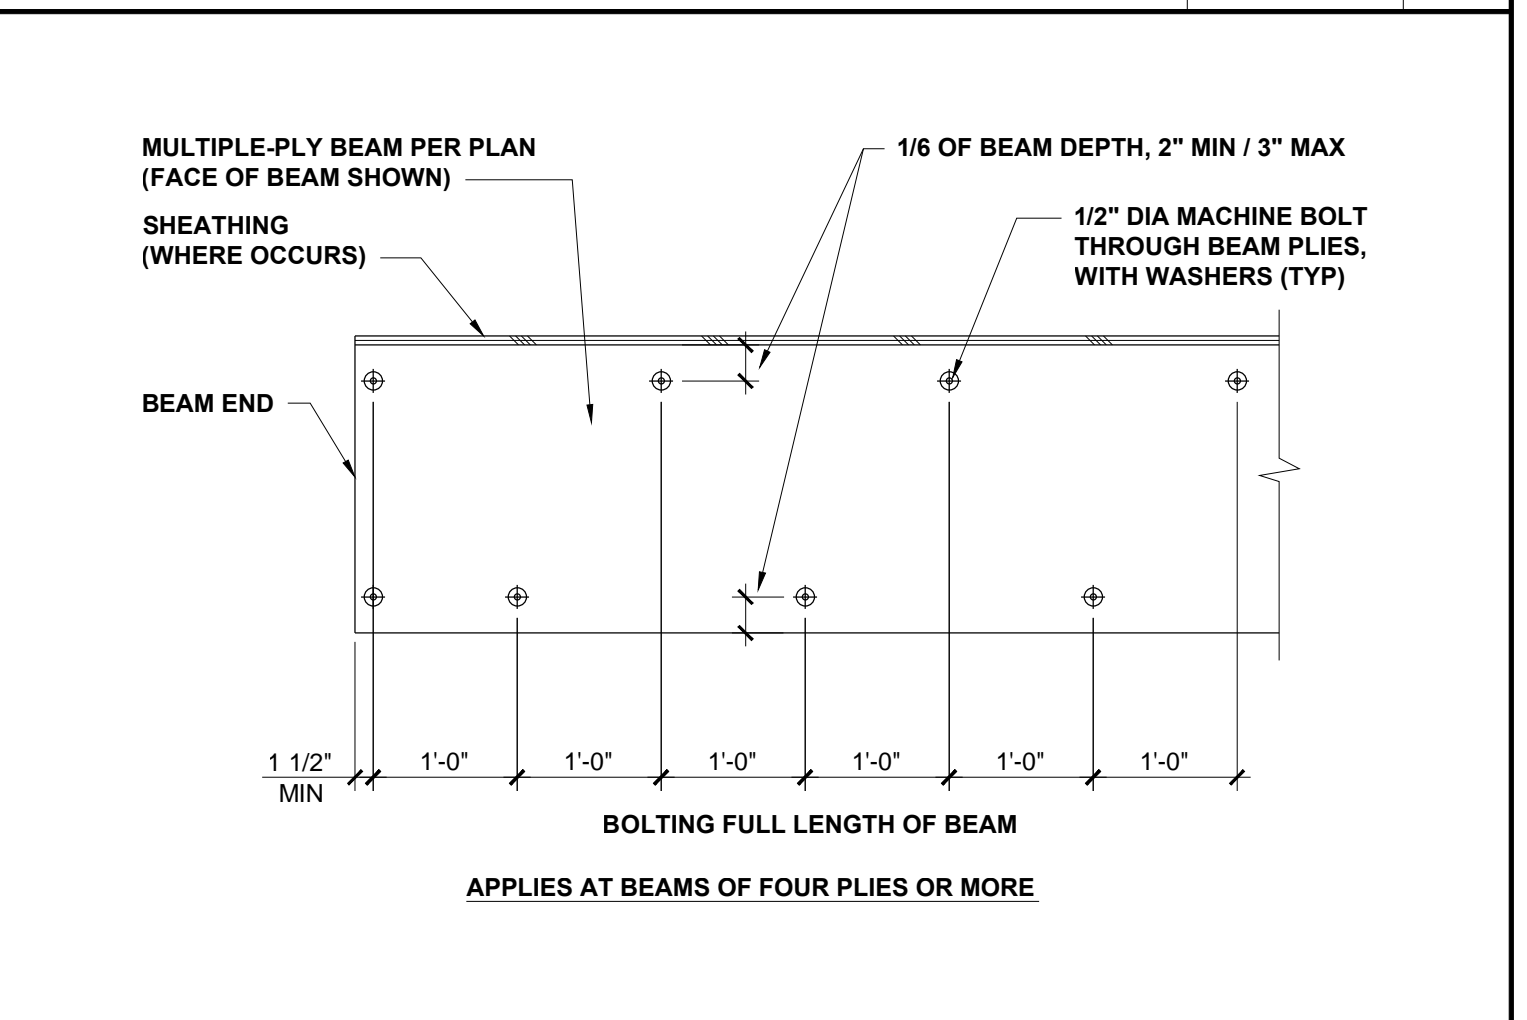 MULTIPLE-PLY BEAM PER PLAN
(FACE OF BEAM SHOWN)
SHEATHING
(WHERE OCCURS)
BEAM END
1/6 OF BEAM DEPTH, 2" MIN / 3" MAX
1/2" DIA MACHINE BOLT
THROUGH BEAM PLIES,
WITH WASHERS (TYP)
1 1/2"
MIN
1'-0"
1'-0"
1'-0"
1'-0"
1'-0"
1'-0"
BOLTING FULL LENGTH OF BEAM
APPLIES AT BEAMS OF FOUR PLIES OR MORE